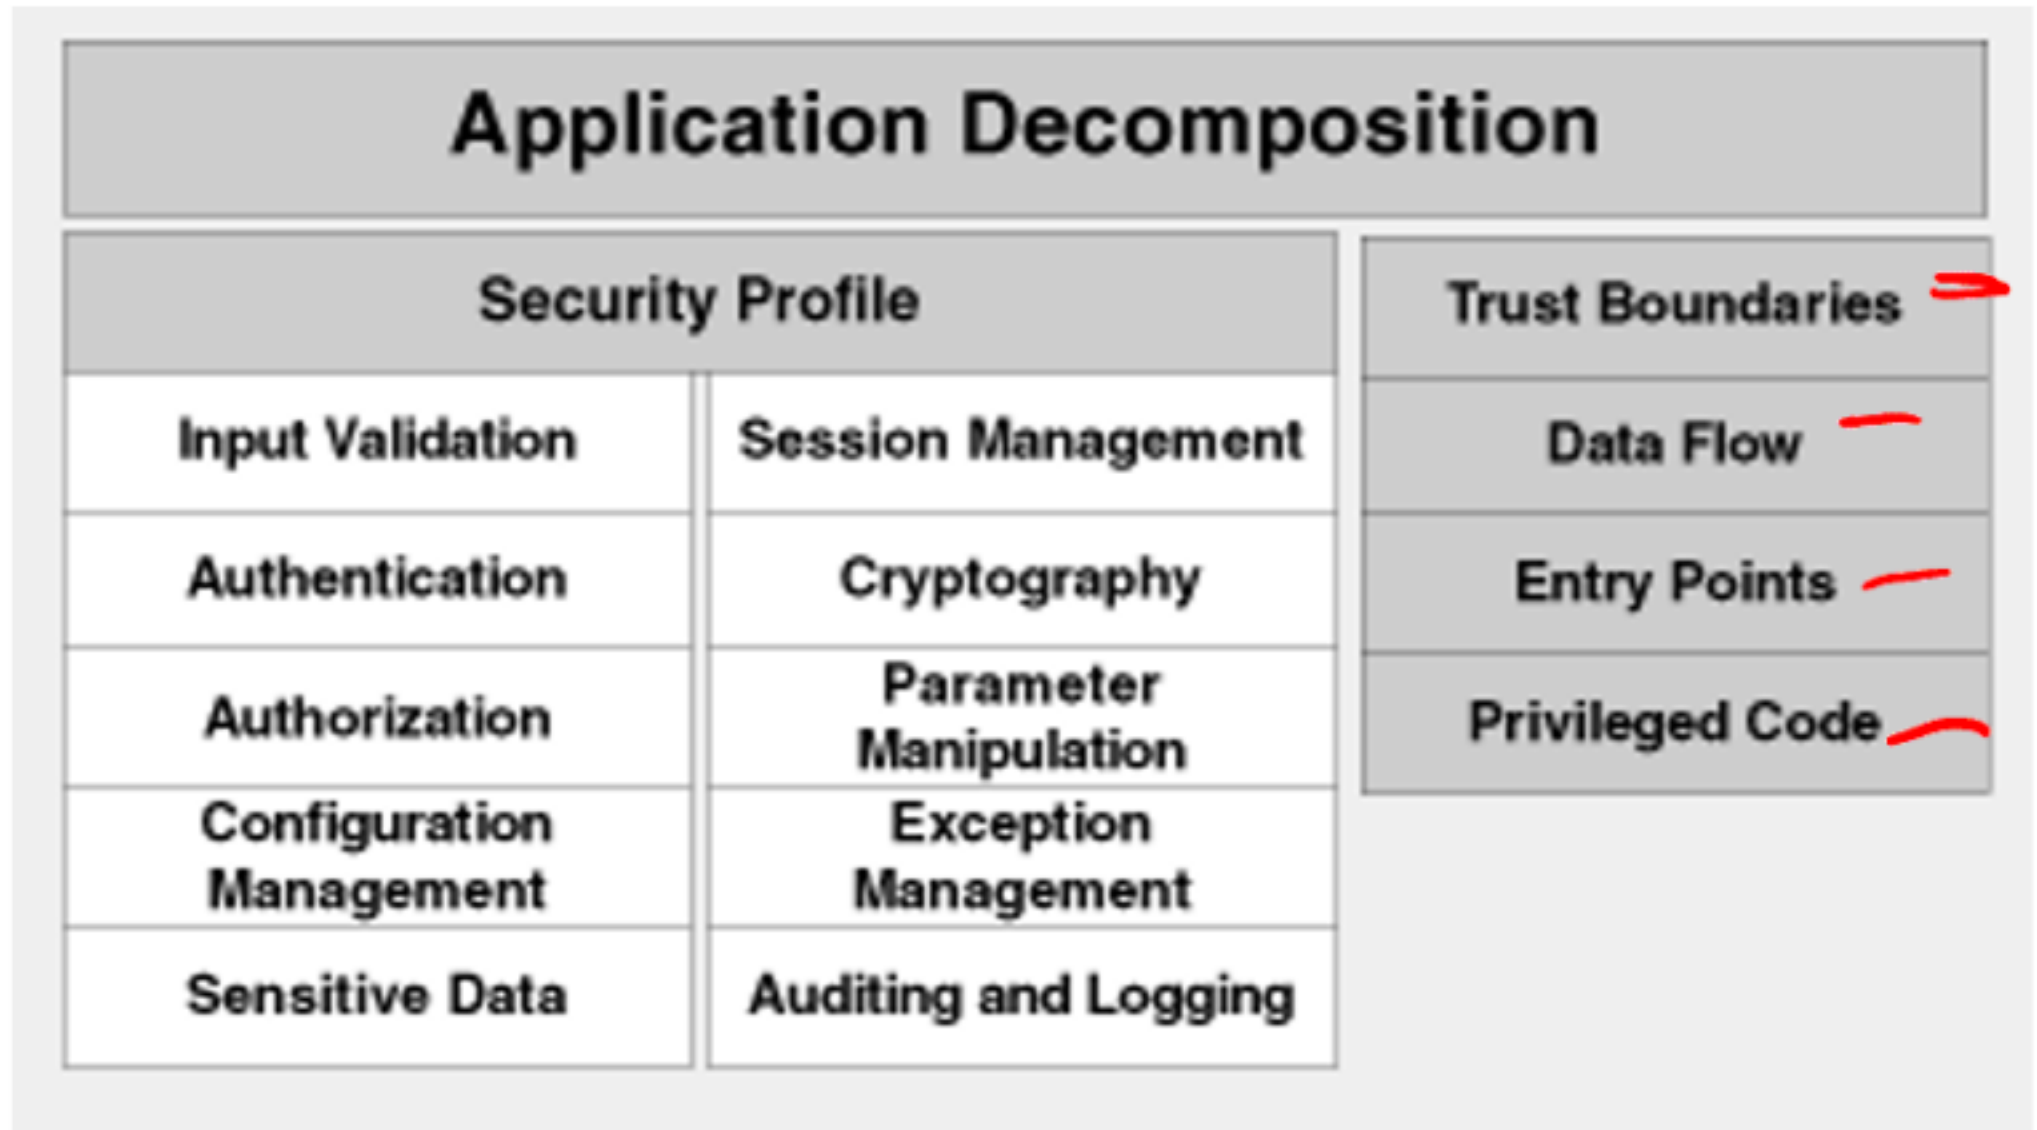 Application Decomposition
Security Profile
Input Validation
Session Management
Authentication
Cryptography
Authorization
Parameter
Manipulation
Configuration
Management
Exception
Management
Sensitive Data
Auditing and Logging
Trust Boundaries
Data Flow
Entry Points
Privileged Code